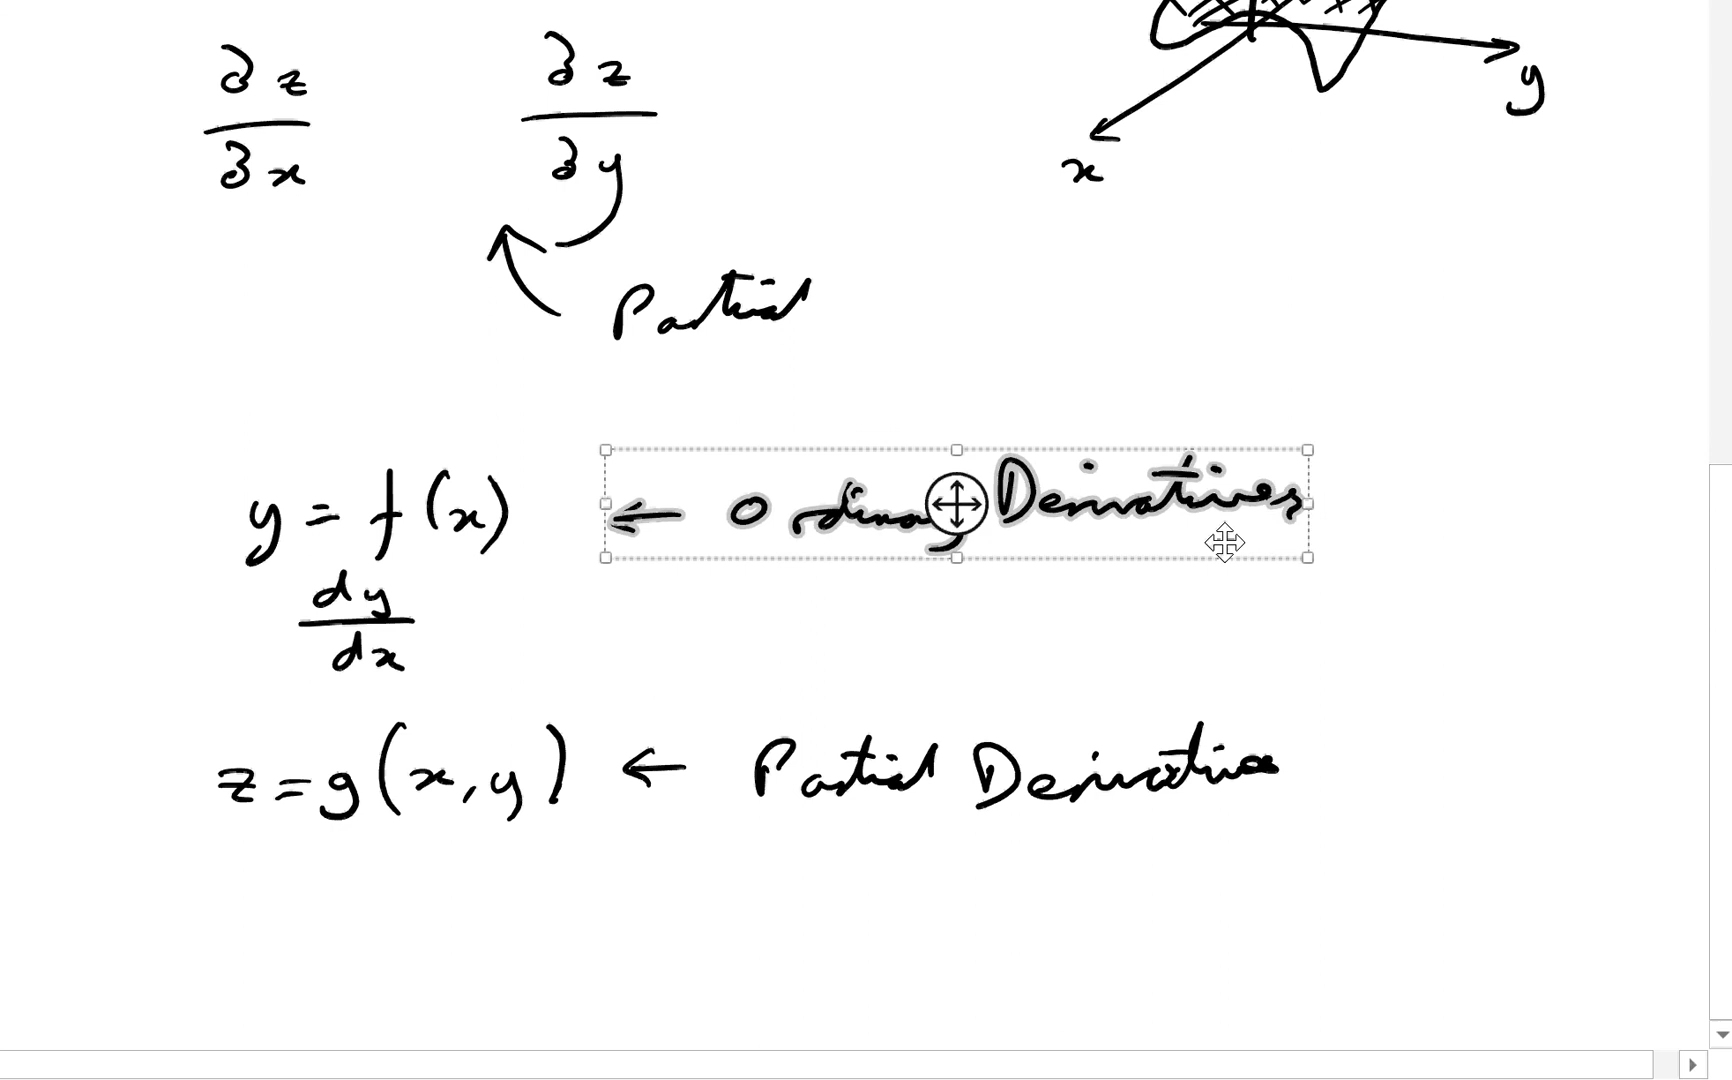 ∂z/∂x ∂z/∂y
y
x
Partial
y = f(x) ← Ordinary Derivatives
dy/dx
z = g(x, y) ← Partial Derivatives